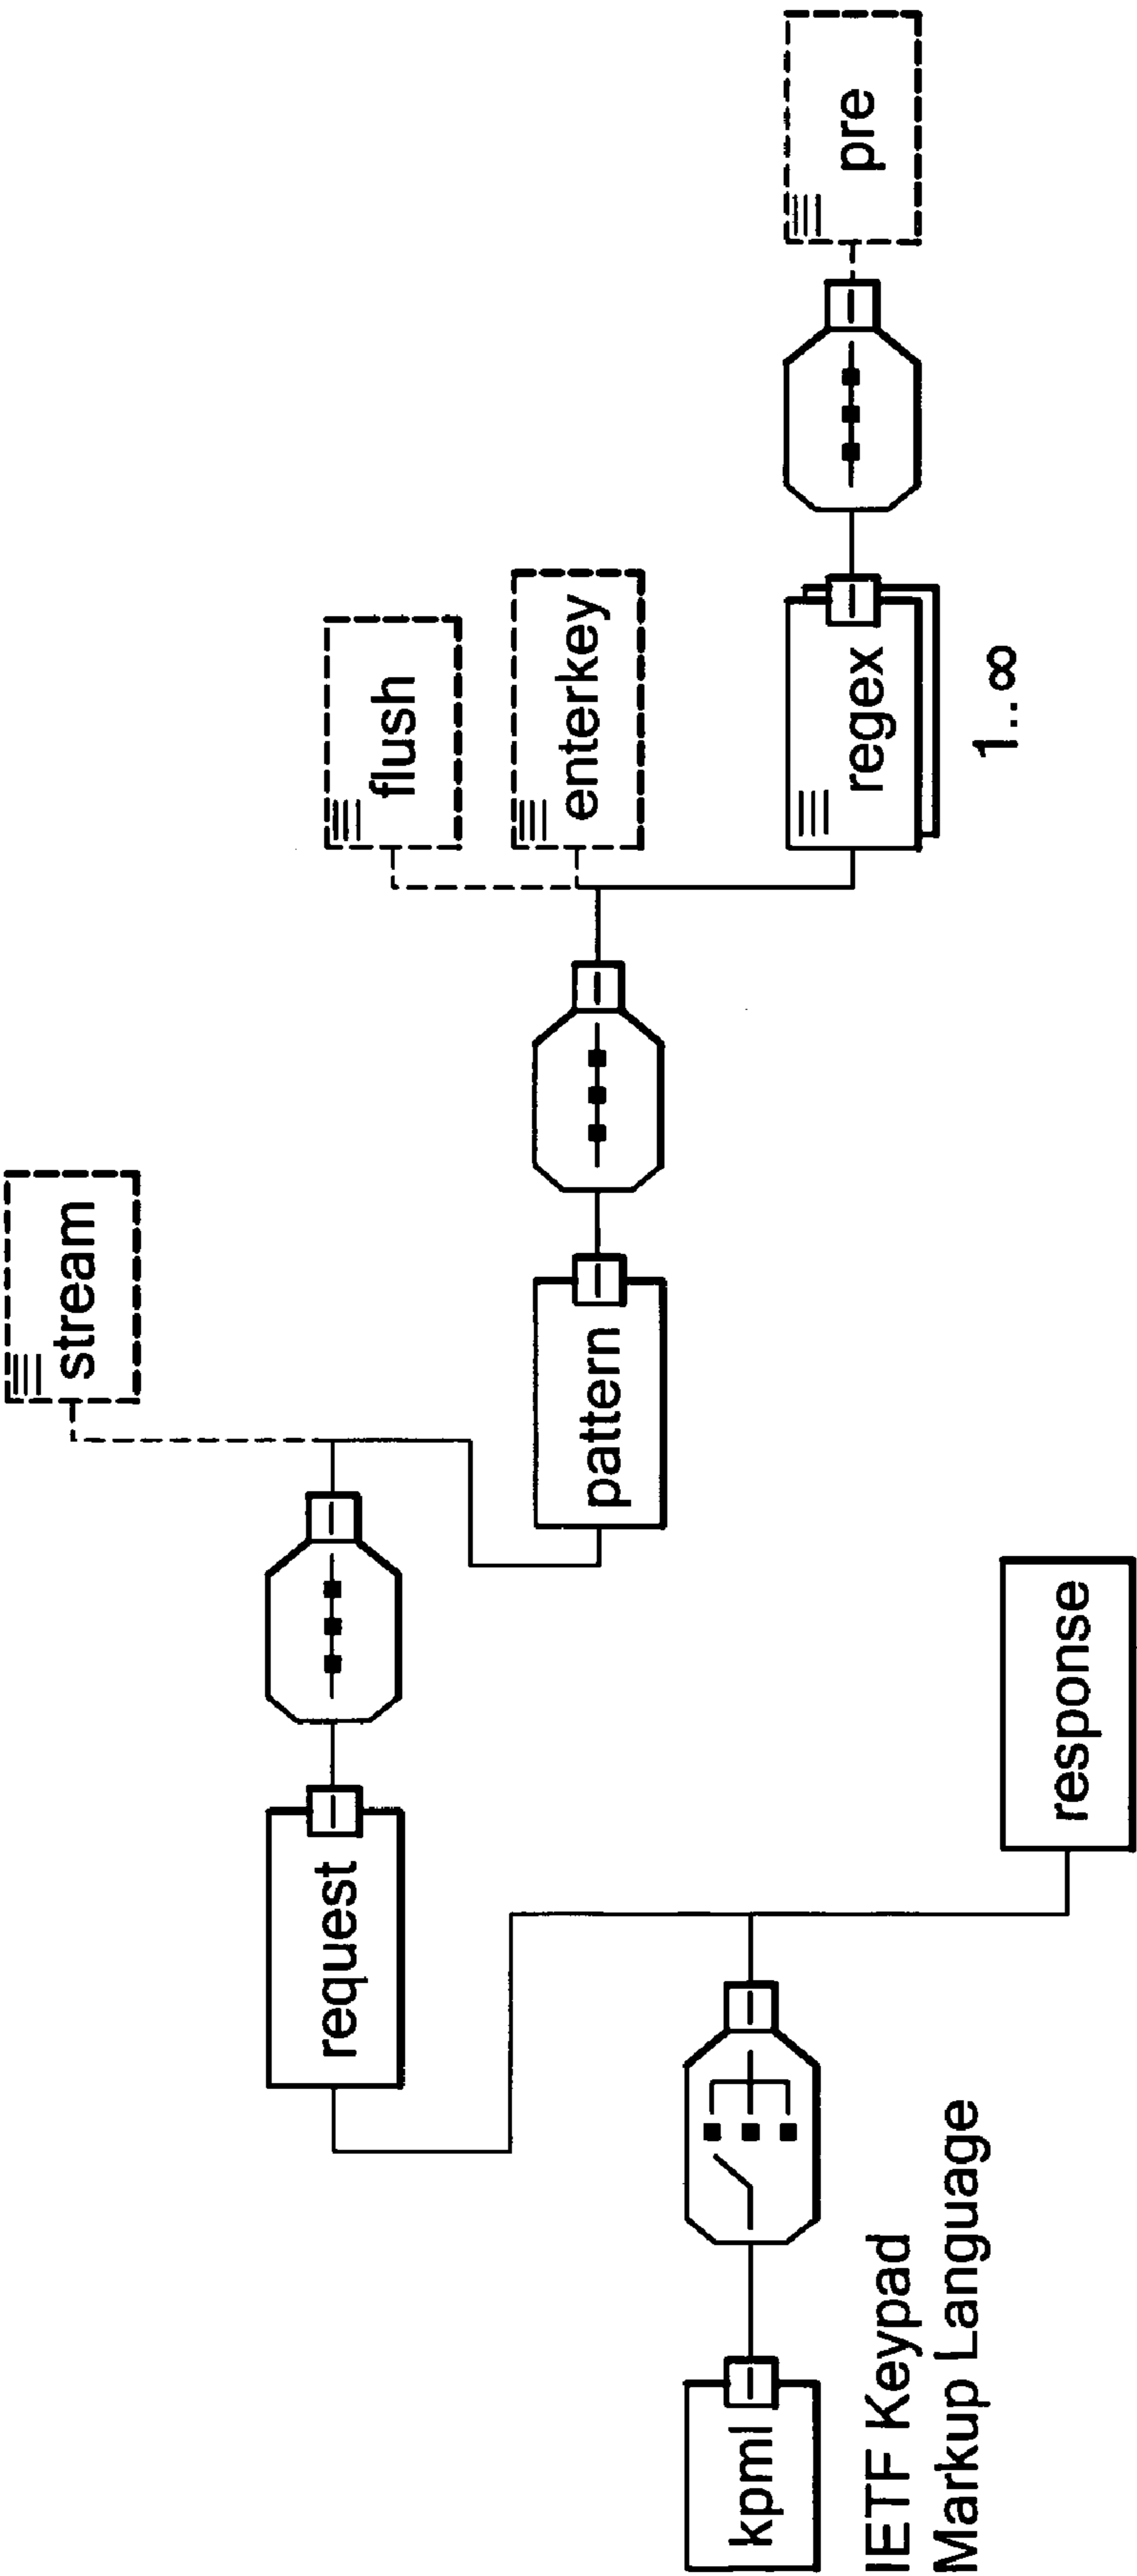 kpml
IETF Keypad
Markup Language
request
response
stream
pattern
flush
enterkey
regex
1..∞
pre